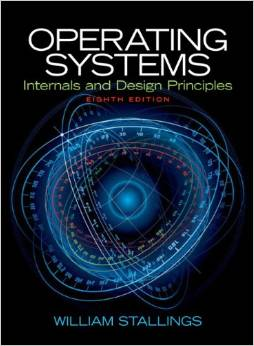 OPERATING
SYSTEMS
Internals and Design Principles
EIGHTH EDITION
WILLIAM STALLINGS